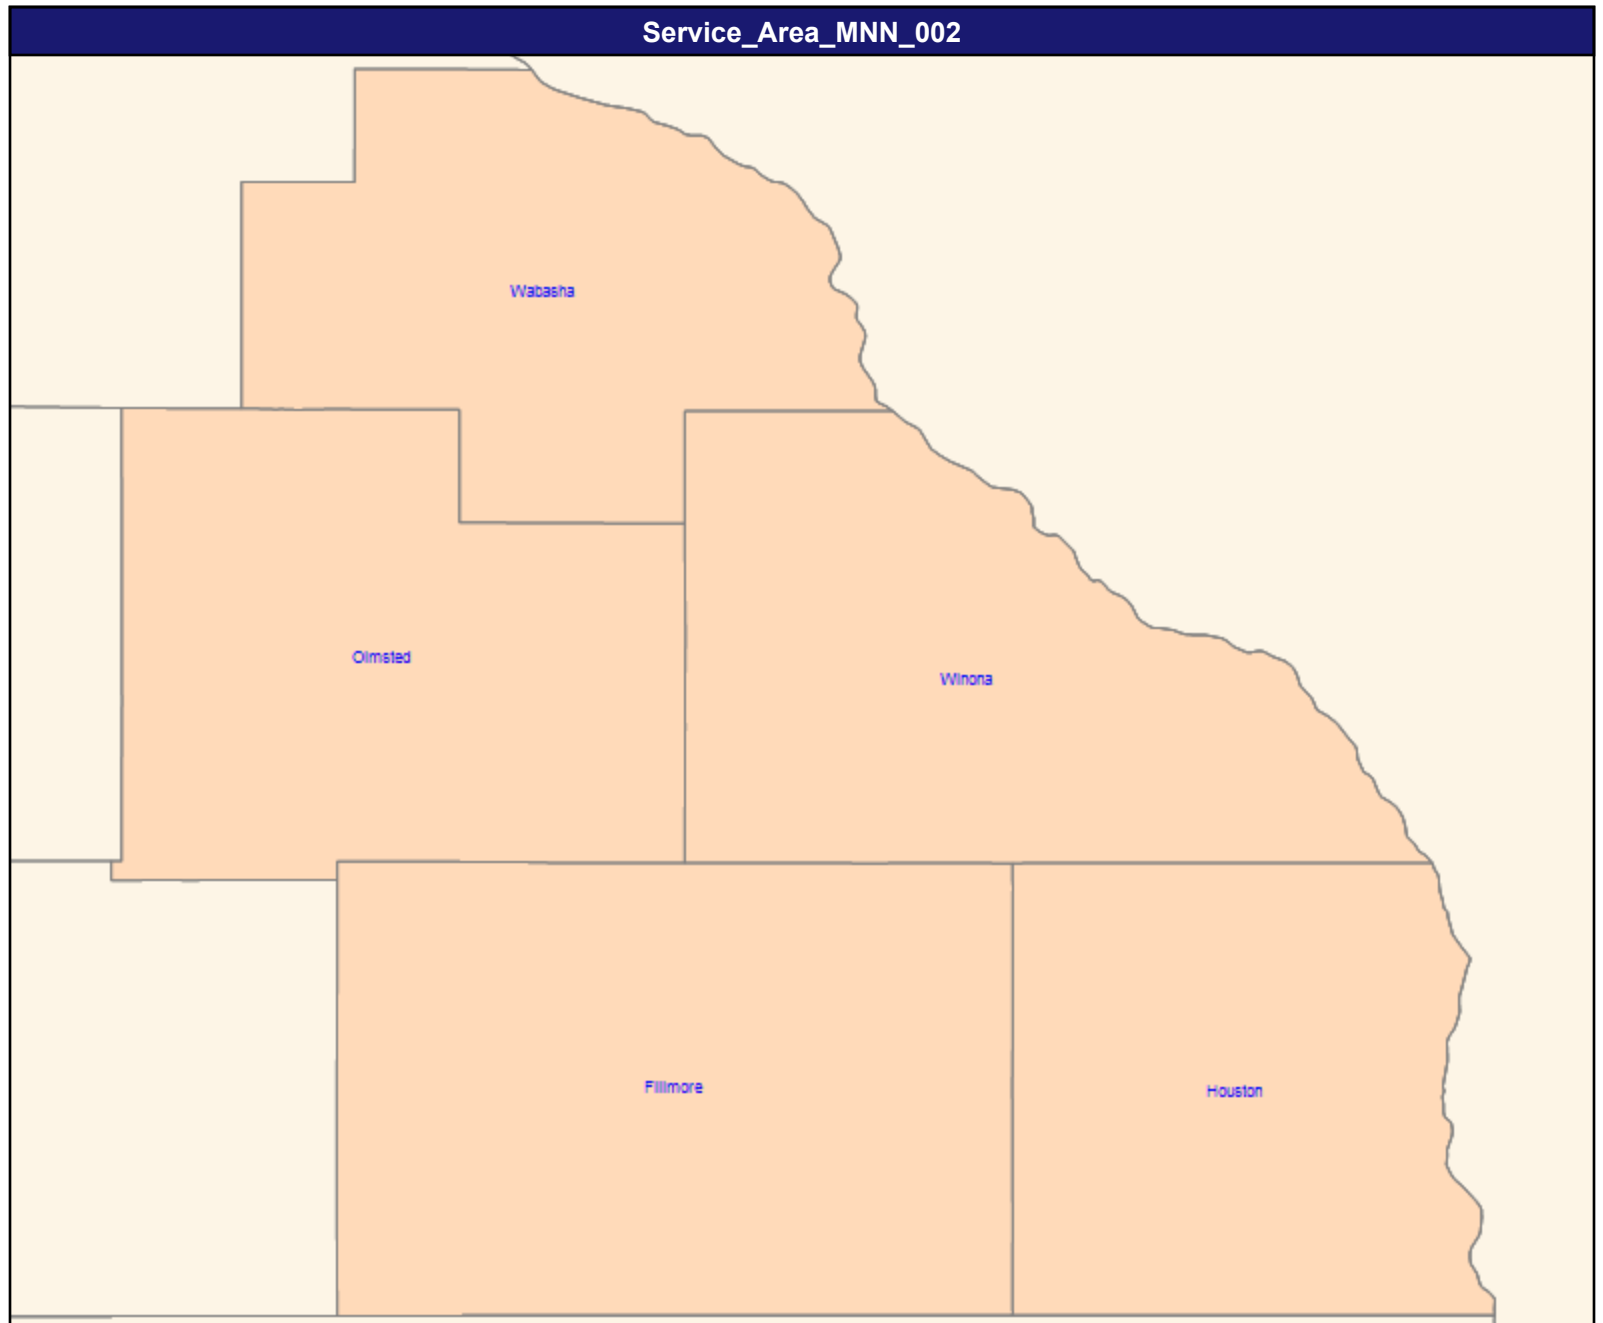 Service_Area_MNN_002
Wabasha
Olmsted
Winona
Fillmore
Houston